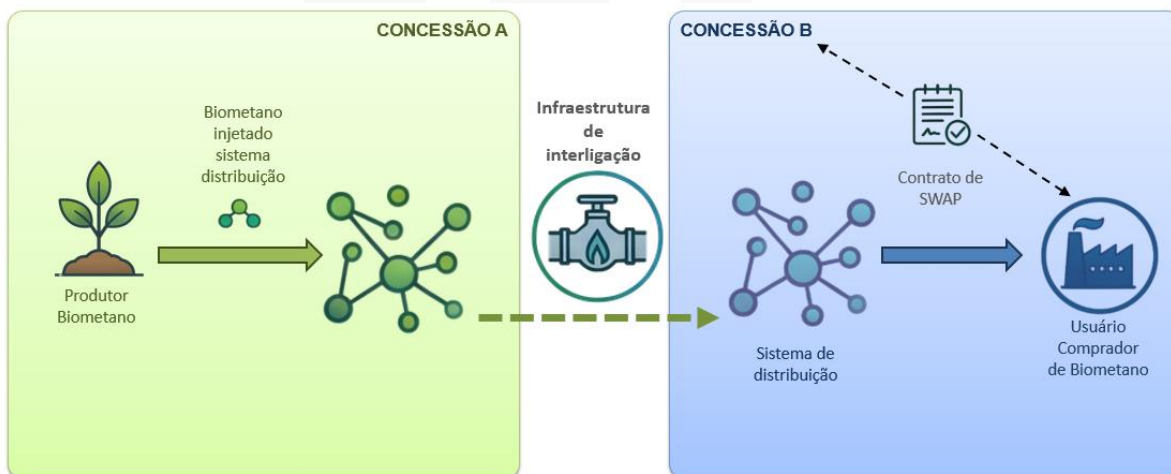 CONCESSÃO A
Biometano
injetado
sistema
distribuição
Produtor
Biometano
Infraestrutura
de
interligação
CONCESSÃO B
Contrato de
SWAP
Sistema de
distribuição
Usuário
Comprador
de Biometano